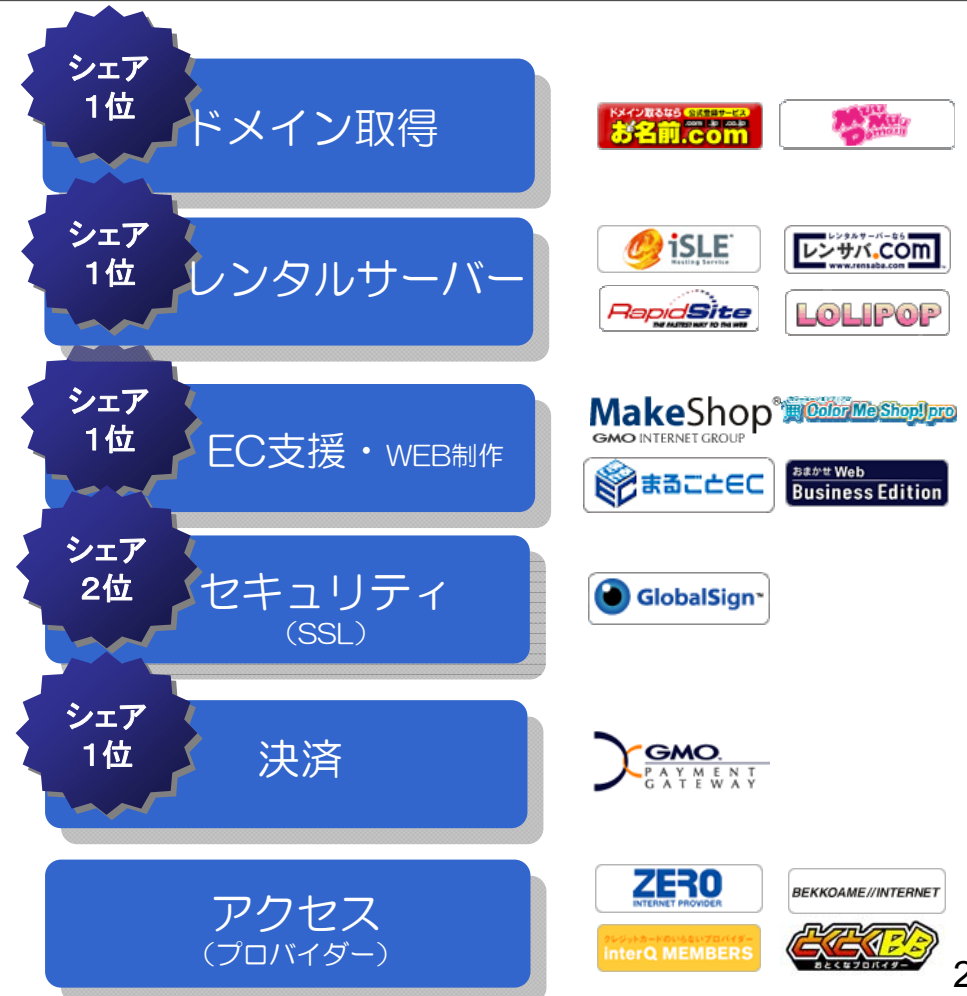 シェア
1位
ドメイン取得
ドメイン取るなら 公式登録サービス
お名前.com
.com .jp .co.jp
Muu
Muu
Domain!
シェア
1位
レンタルサーバー
iSLE
Hosting Service
レンタルサーバーなら
レンサバ.COM
www.rensaba.com
RapidSite
THE FASTEST WAY TO THE WEB
LOLIPOP
シェア
1位
EC支援・WEB制作
MakeShop®
GMO INTERNET GROUP
Color Me Shop! pro
まるごとEC
おまかせ Web
Business Edition
シェア
2位
セキュリティ
(SSL)
GlobalSign™
シェア
1位
決済
GMO
PAYMENT
GATEWAY
アクセス
(プロバイダー)
ZERO
INTERNET PROVIDER
BEKKOAME//INTERNET
クレジットカードのいらないプロバイダー
interQ MEMBERS
とくとくBB
おとくなプロバイダー
2